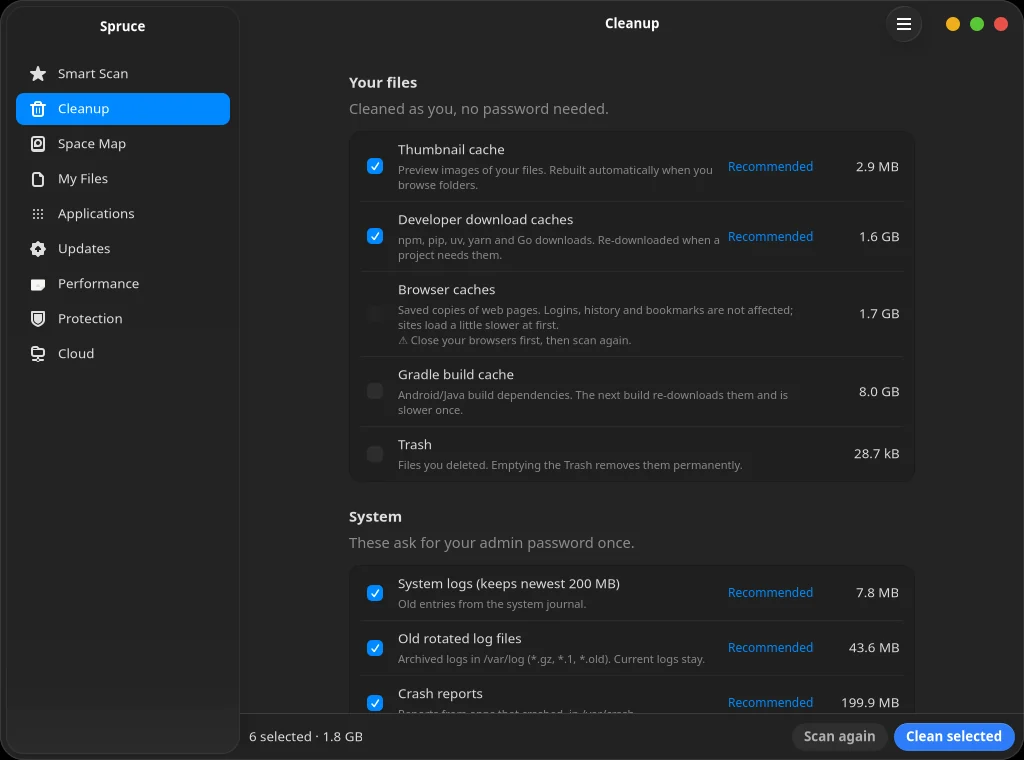 Spruce
Cleanup
Smart Scan
Cleanup
Space Map
My Files
Applications
Updates
Performance
Protection
Cloud
Your files
Cleaned as you, no password needed.
Thumbnail cache
Preview images of your files. Rebuilt automatically when you
browse folders.
Recommended
2.9 MB
Developer download caches
npm, pip, uv, yarn and Go downloads. Re-downloaded when a
project needs them.
Recommended
1.6 GB
Browser caches
Saved copies of web pages. Logins, history and bookmarks are not affected;
sites load a little slower at first.
⚠ Close your browsers first, then scan again.
1.7 GB
Gradle build cache
Android/Java build dependencies. The next build re-downloads them and is
slower once.
8.0 GB
Trash
Files you deleted. Emptying the Trash removes them permanently.
28.7 kB
System
These ask for your admin password once.
System logs (keeps newest 200 MB)
Old entries from the system journal.
Recommended
7.8 MB
Old rotated log files
Archived logs in /var/log (*.gz, *.1, *.old). Current logs stay.
Recommended
43.6 MB
Crash reports
Reports from apps that crashed, in /var/crash.
Recommended
199.9 MB
6 selected · 1.8 GB
Scan again
Clean selected